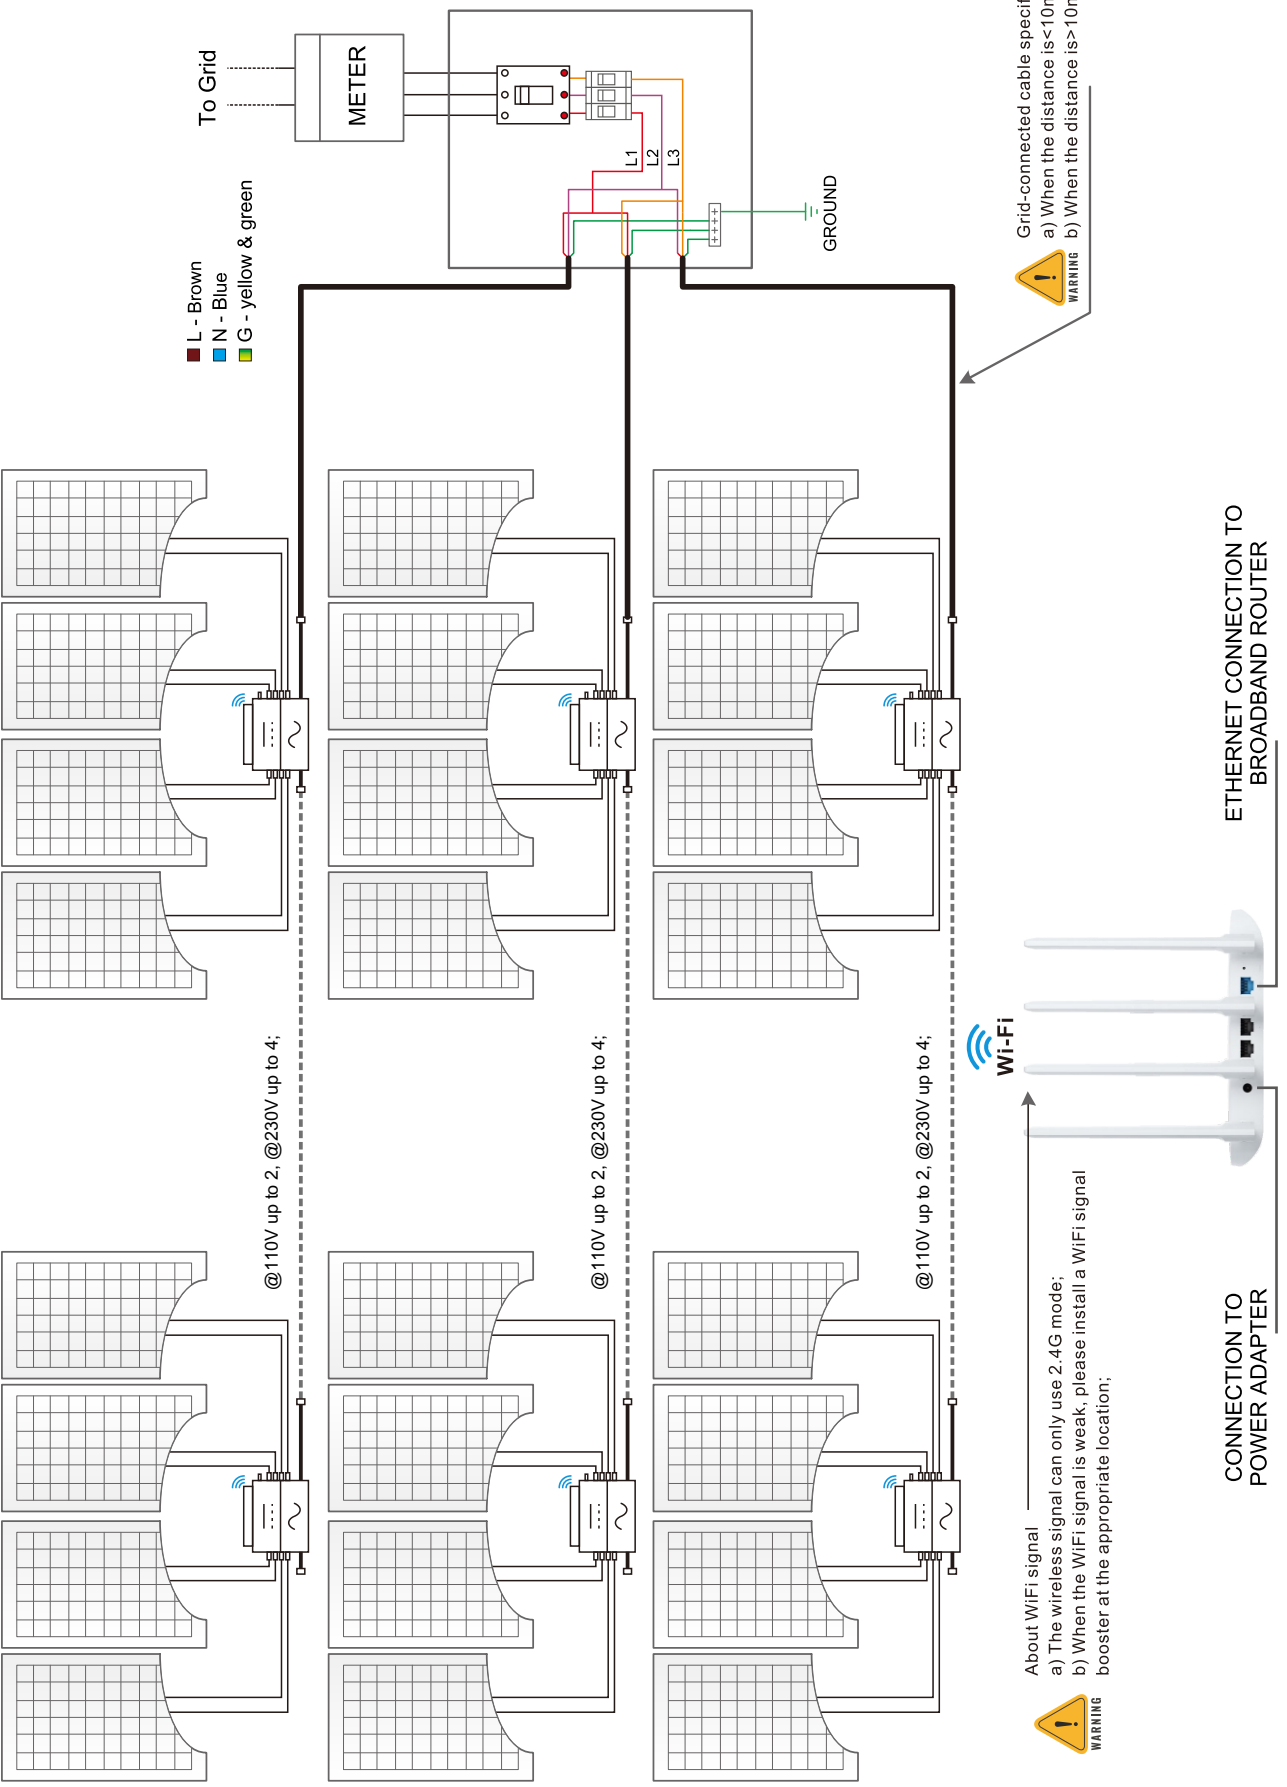 To Grid
METER
L - Brown
N - Blue
G - yellow & green
L1
L2
L3
GROUND
Grid-connected cable
a) When the distance is<10
b) When the distance is>10
WARNING
@110V up to 2, @230V up to 4;
@110V up to 2, @230V up to 4;
@110V up to 2, @230V up to 4;
Wi-Fi
About WiFi signal
a) The wireless signal can only use 2.4G mode;
b) When the WiFi signal is weak, please install a WiFi signal
booster at the appropriate location;
WARNING
CONNECTION TO
POWER ADAPTER
ETHERNET CONNECTION TO
BROADBAND ROUTER